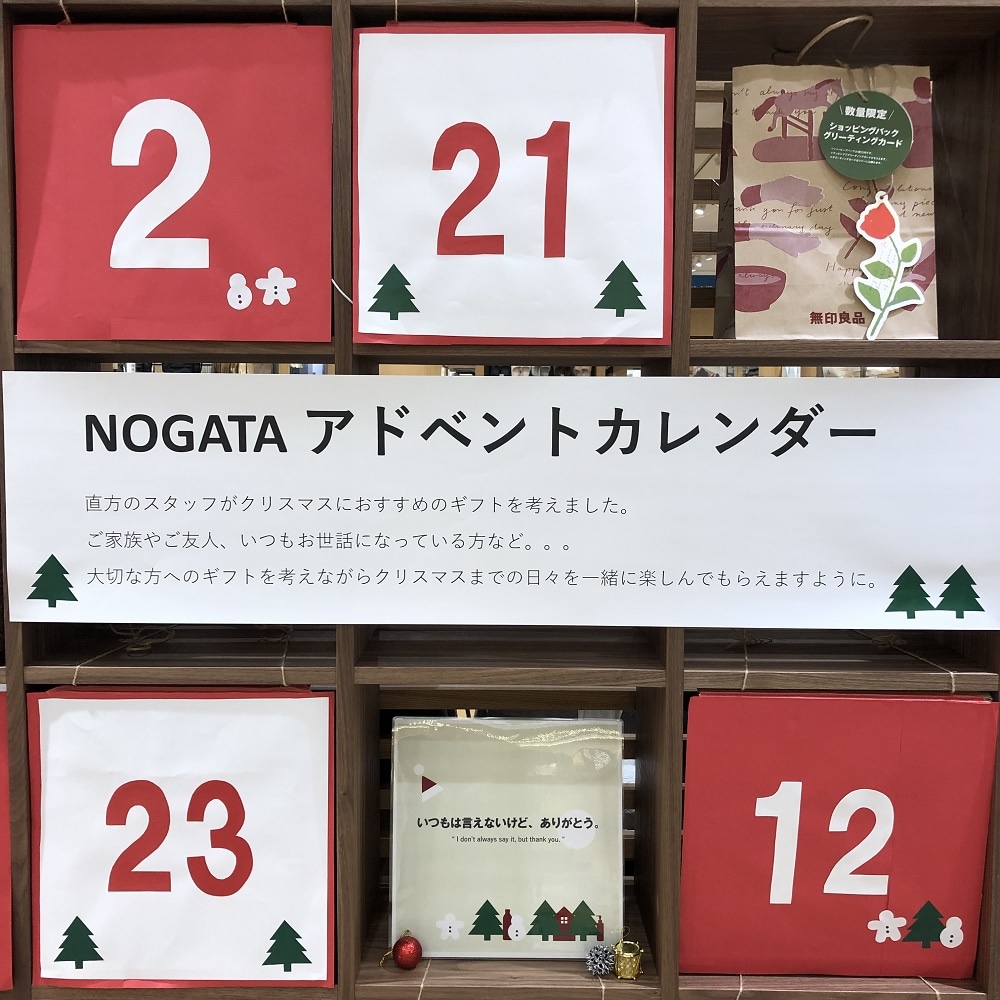 2
21
数量限定
ショッピングバック
グリーティングカード
無印良品
NOGATA アドベントカレンダー
直方のスタッフがクリスマスにおすすめのギフトを考えました。
ご家族やご友人、いつもお世話になっている方など。。。
大切な方へのギフトを考えながらクリスマスまでの日々を一緒に楽しんでもらえますように。
23
いつもは言えないけど、ありがとう。
“ I don't always say it, but thank you. ”
12